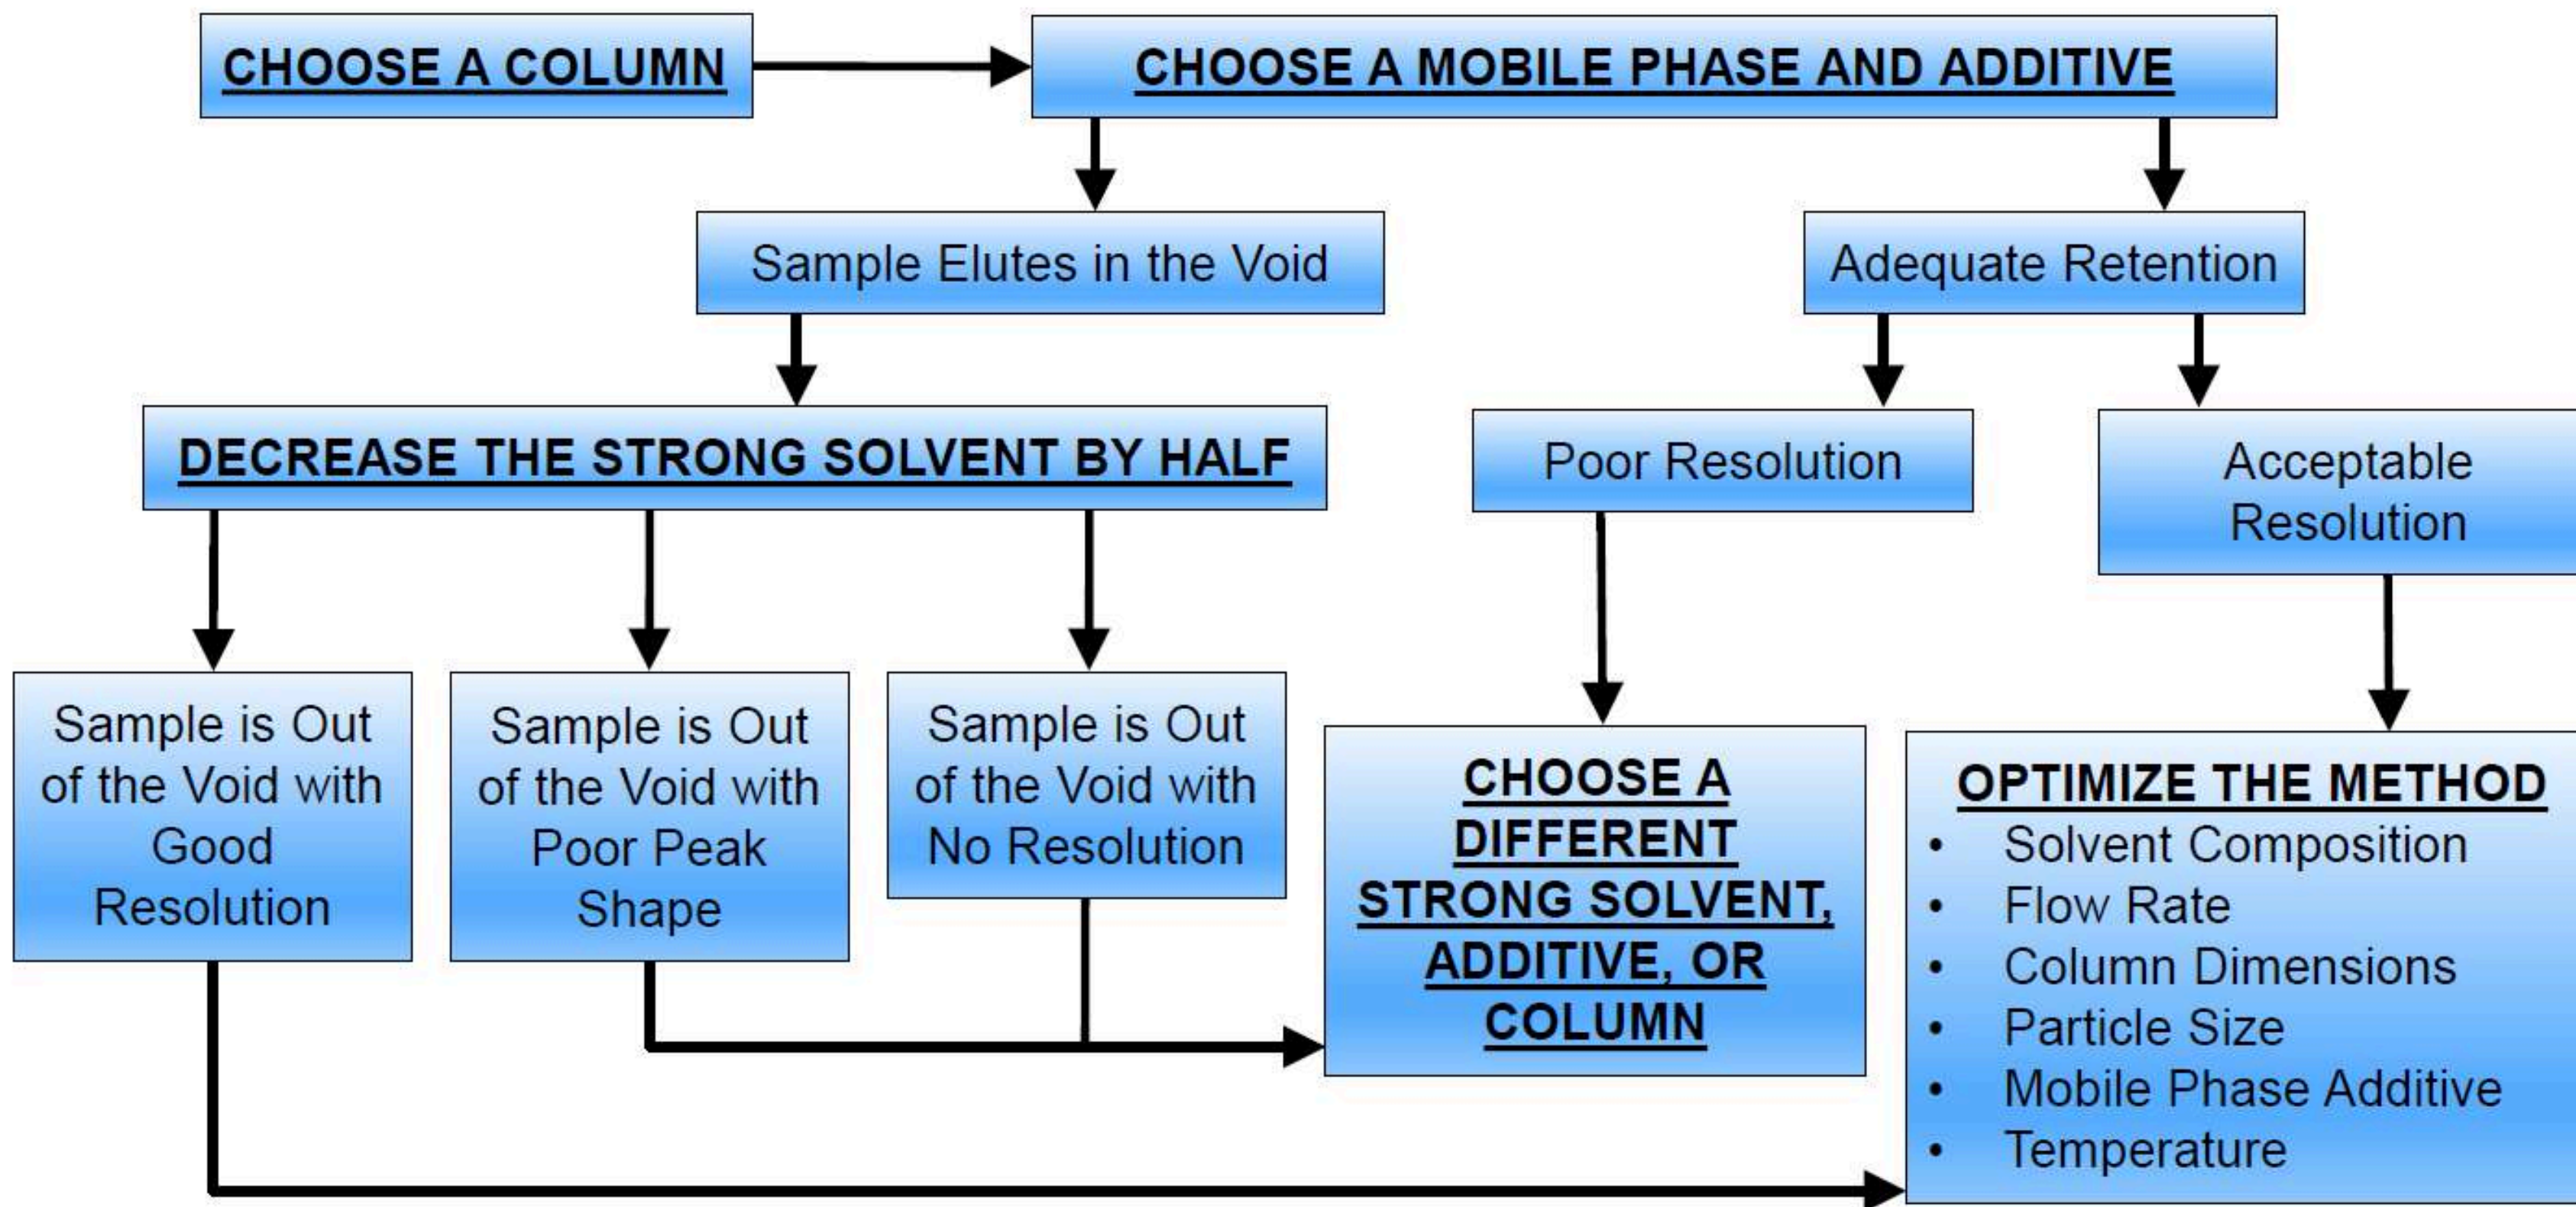 CHOOSE A COLUMN
CHOOSE A MOBILE PHASE AND ADDITIVE
Sample Elutes in the Void
Adequate Retention
DECREASE THE STRONG SOLVENT BY HALF
Poor Resolution
Acceptable
Resolution
Sample is Out
of the Void with
Good
Resolution
Sample is Out
of the Void with
Poor Peak
Shape
Sample is Out
of the Void with
No Resolution
CHOOSE A
DIFFERENT
STRONG SOLVENT,
ADDITIVE, OR
COLUMN
OPTIMIZE THE METHOD
• Solvent Composition
• Flow Rate
• Column Dimensions
• Particle Size
• Mobile Phase Additive
• Temperature